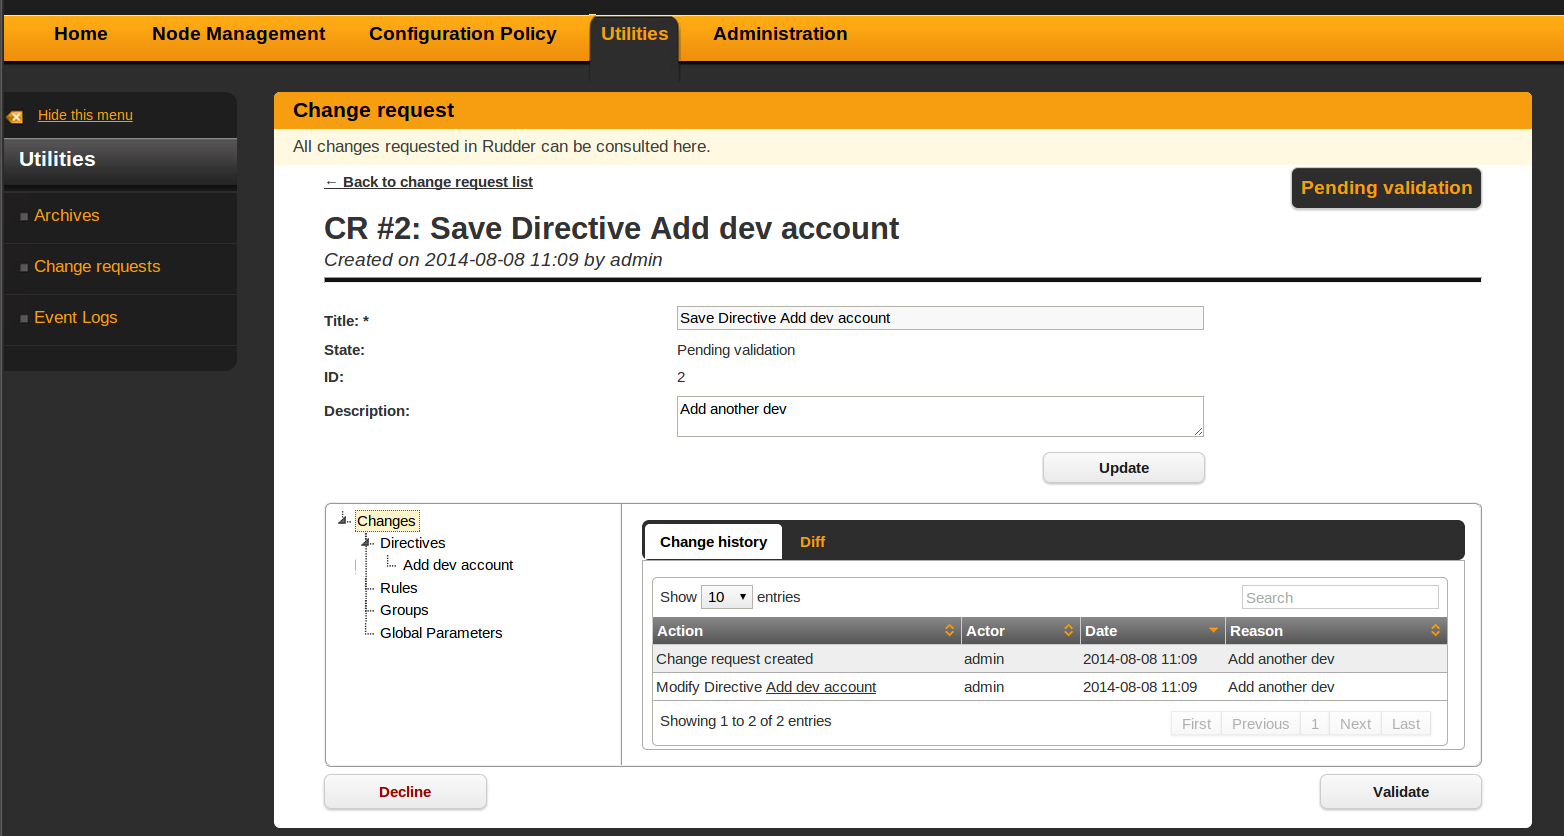 Home Node Management Configuration Policy Utilities Administration
Hide this menu
Utilities
Archives
Change requests
Event Logs
Change request
All changes requested in Rudder can be consulted here.
← Back to change request list
Pending validation
CR #2: Save Directive Add dev account
Created on 2014-08-08 11:09 by admin
Title: * Save Directive Add dev account
State: Pending validation
ID: 2
Description: Add another dev
Update
Changes
Directives
Add dev account
Rules
Groups
Global Parameters
Change history Diff
Show 10 entries Search
Action Actor Date Reason
Change request created admin 2014-08-08 11:09 Add another dev
Modify Directive Add dev account admin 2014-08-08 11:09 Add another dev
Showing 1 to 2 of 2 entries First Previous 1 Next Last
Decline Validate